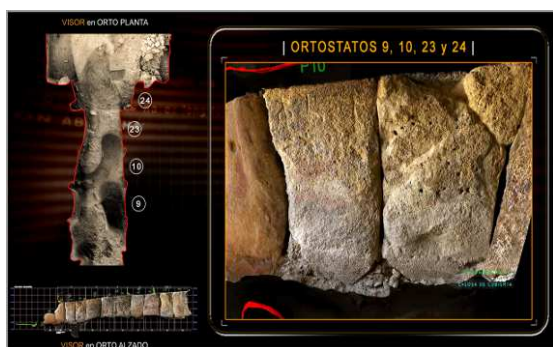 VISOR en ORTO PLANTA
24
23
10
9
VISOR en ORTO ALZADO
| ORTOSTATOS 9, 10, 23 y 24 |
P10